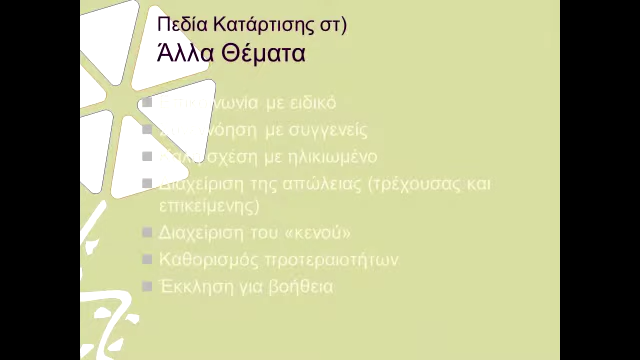 Πεδία Κατάρτισης στ)
Άλλα Θέματα
με ειδικό
με συγγενείς
σχέση με ηλικιωμένο
Διαχείριση της απώλειας (τρέχουσας και
επικείμενης)
Διαχείριση του «κενού»
Καθορισμός προτεραιοτήτων
Έκκληση για βοήθεια